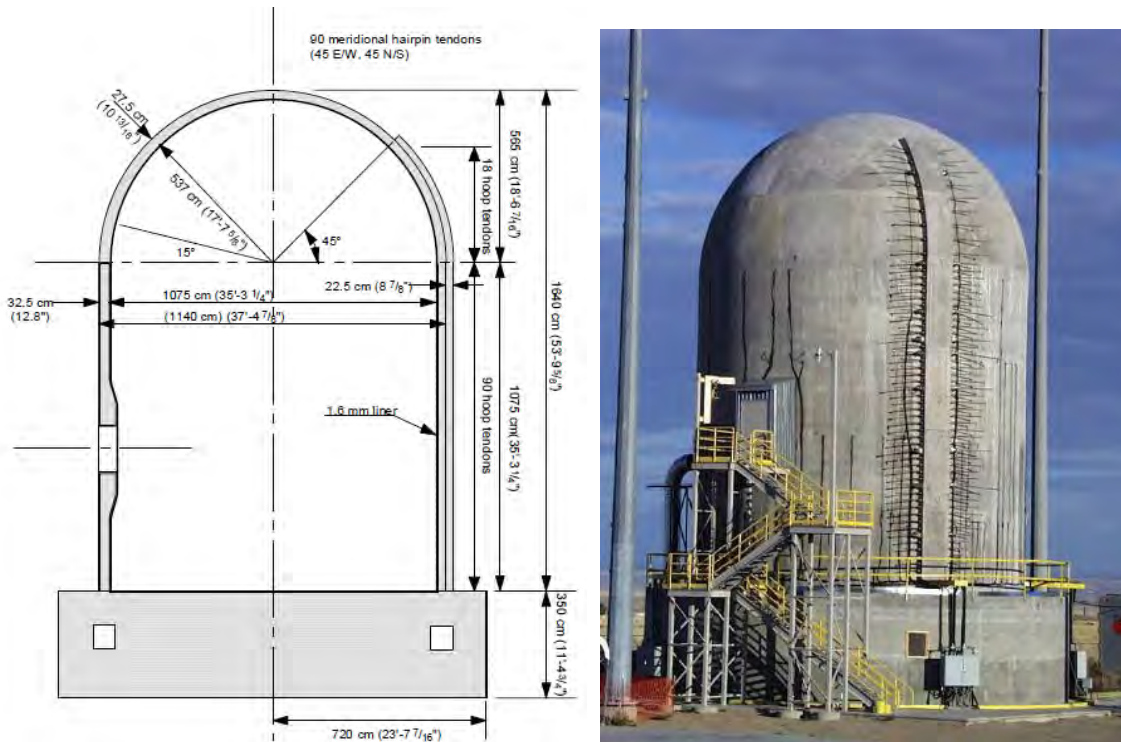 90 meridional hairpin tendons
(45 E/W, 45 N/S)
27.5 cm
(10 13/16")
537 cm (17'-7 5/8")
15°
45°
18 hoop tendons
565 cm (18'-6 7/16")
32.5 cm
(12.8")
1075 cm (35'-3 1/4")
22.5 cm (8 7/8")
(1140 cm) (37'-4 7/8")
1.6 mm liner
90 hoop tendons
1075 cm(35'-3 1/4")
1640 cm (53'-9 5/8")
350 cm (11'-4 3/4")
720 cm (23'-7 7/16")